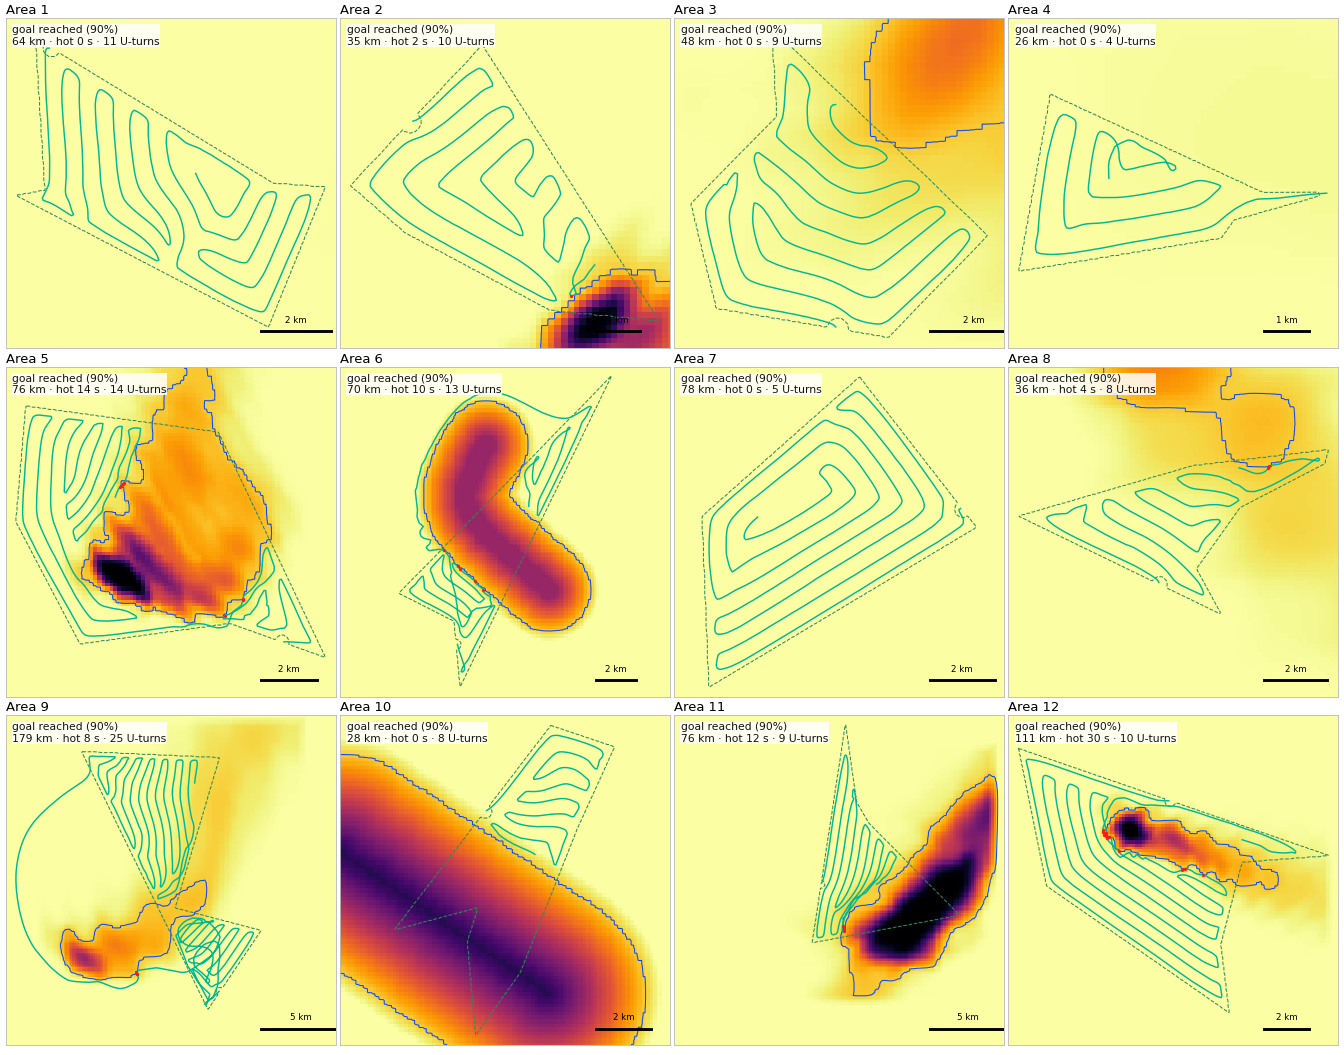 Area 1
goal reached (90%)
64 km · hot 0 s · 11 U-turns
2 km
Area 2
goal reached (90%)
35 km · hot 2 s · 10 U-turns
km
Area 3
goal reached (90%)
48 km · hot 0 s · 9 U-turns
2 km
Area 4
goal reached (90%)
26 km · hot 0 s · 4 U-turns
1 km
Area 5
goal reached (90%)
76 km · hot 14 s · 14 U-turns
2 km
Area 6
goal reached (90%)
70 km · hot 10 s · 13 U-turns
2 km
Area 7
goal reached (90%)
78 km · hot 0 s · 5 U-turns
2 km
Area 8
goal reached (90%)
36 km · hot 4 s · 8 U-turns
2 km
Area 9
goal reached (90%)
179 km · hot 8 s · 25 U-turns
5 km
Area 10
goal reached (90%)
28 km · hot 0 s · 8 U-turns
2 km
Area 11
goal reached (90%)
76 km · hot 12 s · 9 U-turns
5 km
Area 12
goal reached (90%)
111 km · hot 30 s · 10 U-turns
2 km